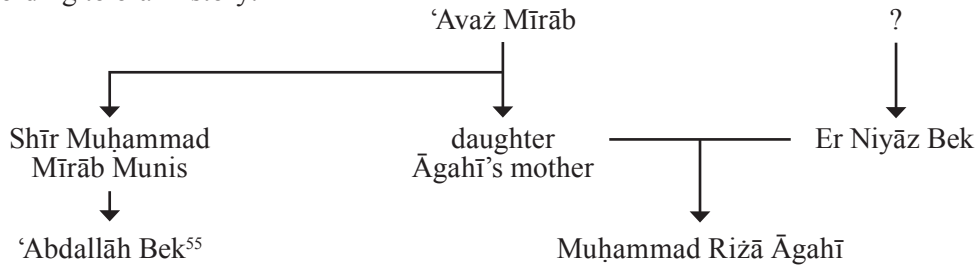 ʻAvaż Mīrāb
?
Shīr Muḥammad
Mīrāb Munis
daughter
Āgahī’s mother
Er Niyāz Bek
ʻAbdallāh Bek⁵⁵
Muḥammad Riżā Āgahī